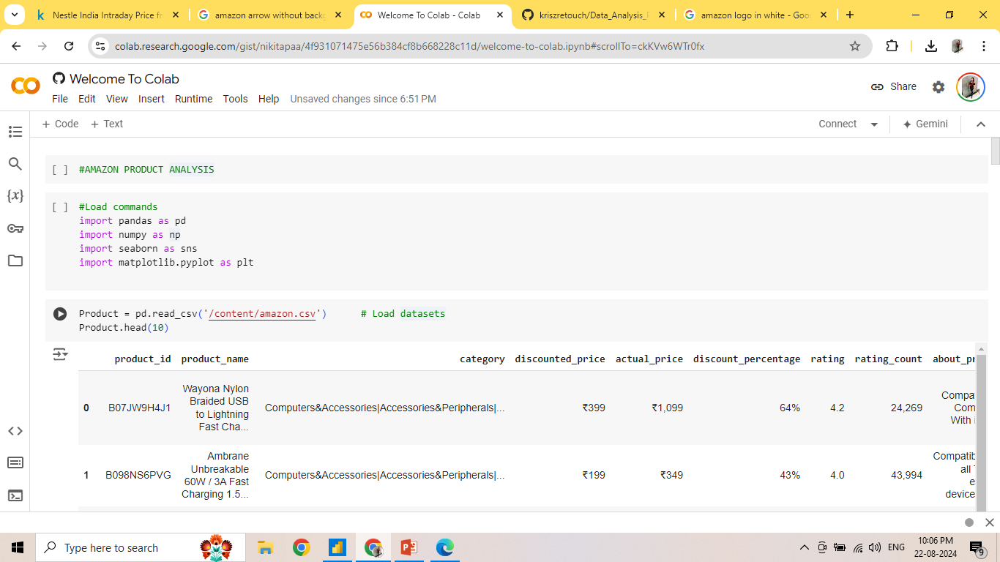 Nestle India Intraday Price fr
amazon arrow without backg
Welcome To Colab - Colab
kriszretouch/Data_Analysis_P
amazon logo in white - Goo
colab.research.google.com/gist/nikitapaa/4f931071475e56b384cf8b668228c11d/welcome-to-colab.ipynb#scrollTo=ckKVw6WTr0fx
Welcome To Colab
File Edit View Insert Runtime Tools Help Unsaved changes since 6:51 PM
Share
+ Code + Text
Connect
Gemini
[ ] #AMAZON PRODUCT ANALYSIS
[ ] #Load commands
import pandas as pd
import numpy as np
import seaborn as sns
import matplotlib.pyplot as plt
Product = pd.read_csv('/content/amazon.csv') # Load datasets
Product.head(10)
product_id product_name category discounted_price actual_price discount_percentage rating rating_count about_pr
Wayona Nylon
Braided USB
to Lightning
Fast Cha...
0 B07JW9H4J1 Computers&Accessories|Accessories&Peripherals|... ₹399 ₹1,099 64% 4.2 24,269
Compa
Com
With i
Ambrane
Unbreakable
60W / 3A Fast
Charging 1.5...
1 B098NS6PVG Computers&Accessories|Accessories&Peripherals|... ₹199 ₹349 43% 4.0 43,994
Compatib
all
e
device
Type here to search
ENG
10:06 PM
22-08-2024
9